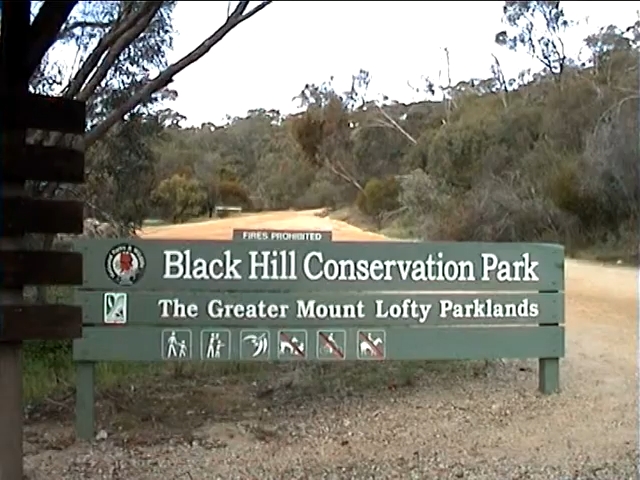 FIRES PROHIBITED
Black Hill Conservation Park
The Greater Mount Lofty Parklands